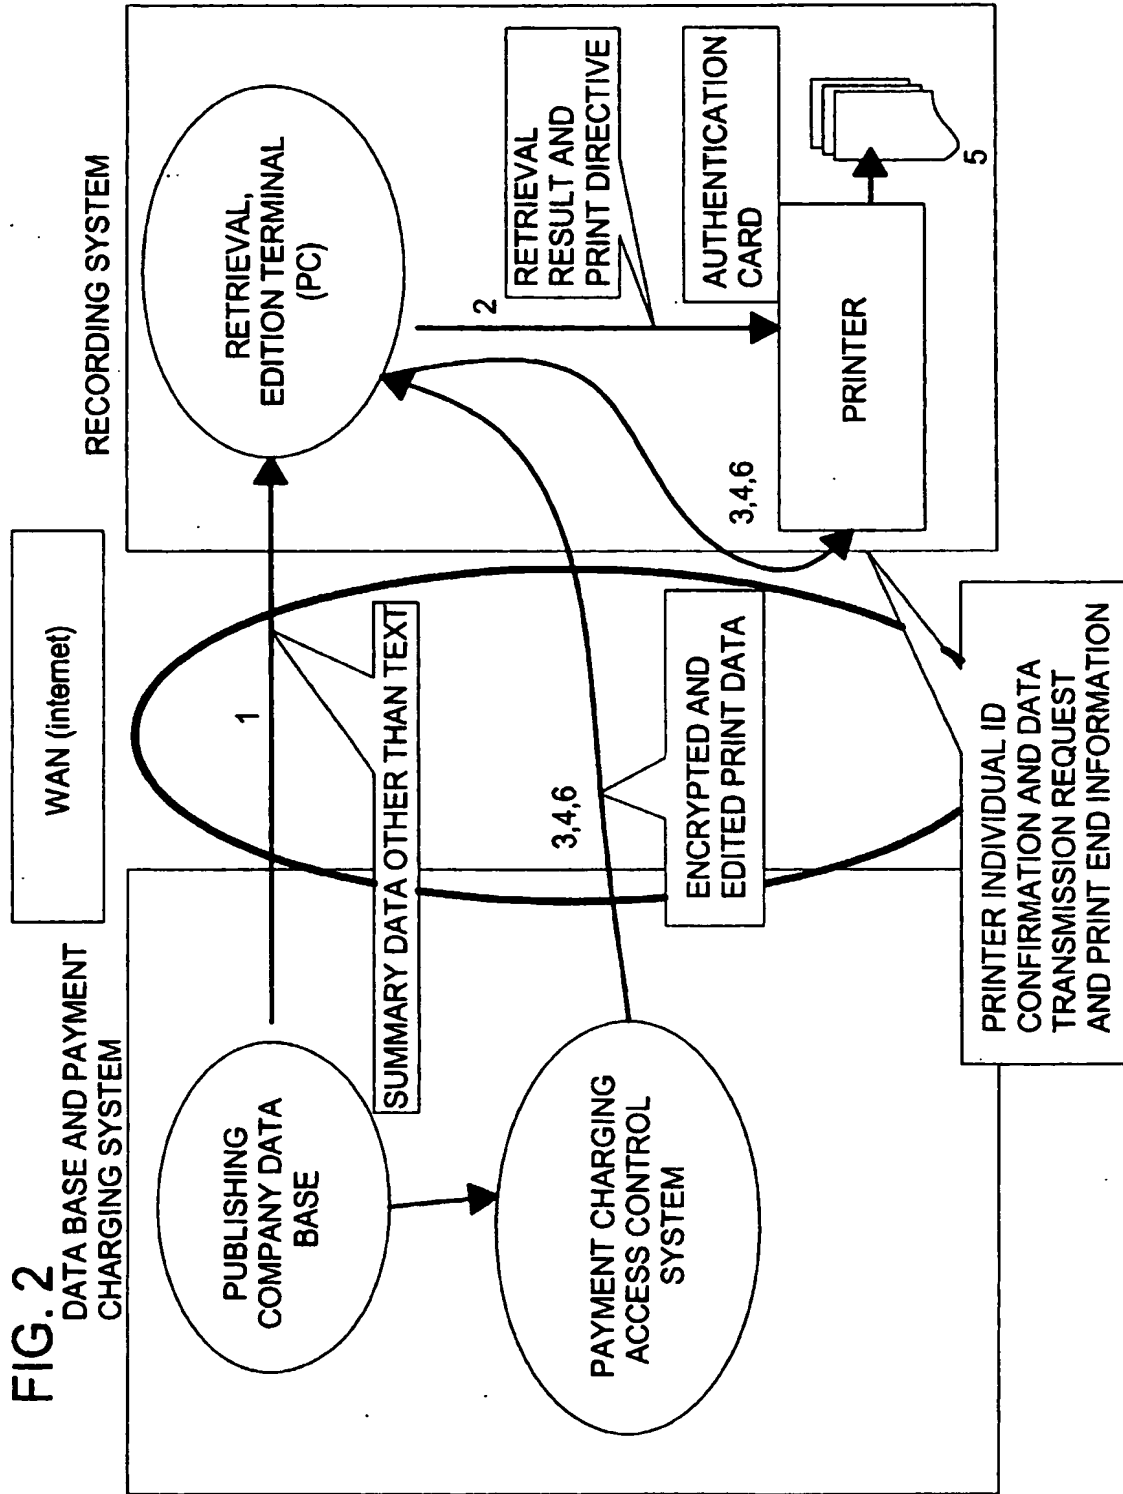 FIG. 2
DATA BASE AND PAYMENT
CHARGING SYSTEM
WAN (internet)
RECORDING SYSTEM
PUBLISHING
COMPANY DATA
BASE
1
RETRIEVAL,
EDITION TERMINAL
(PC)
SUMMARY DATA OTHER THAN TEXT
2
RETRIEVAL
RESULT AND
PRINT DIRECTIVE
PAYMENT CHARGING
ACCESS CONTROL
SYSTEM
3,4,6
ENCRYPTED AND
EDITED PRINT DATA
3,4,6
AUTHENTICATION
CARD
PRINTER
5
PRINTER INDIVIDUAL ID
CONFIRMATION AND DATA
TRANSMISSION REQUEST
AND PRINT END INFORMATION